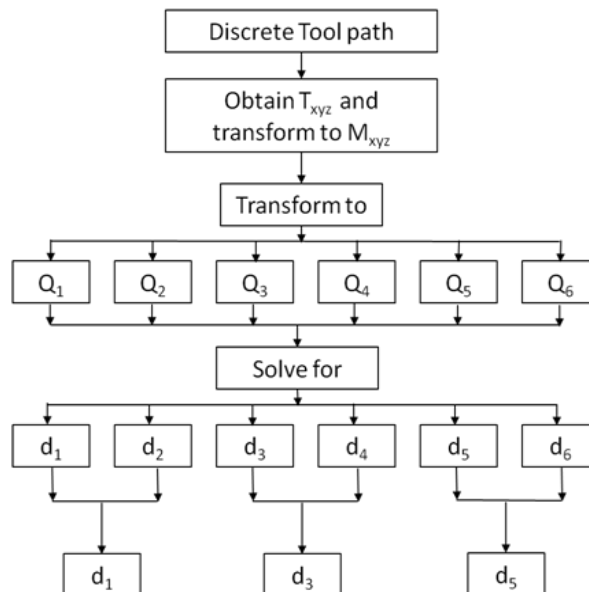 Discrete Tool path
Obtain Txyz and
transform to Mxyz
Transform to
Q1 Q2 Q3 Q4 Q5 Q6
Solve for
d1 d2 d3 d4 d5 d6
d1 d3 d5